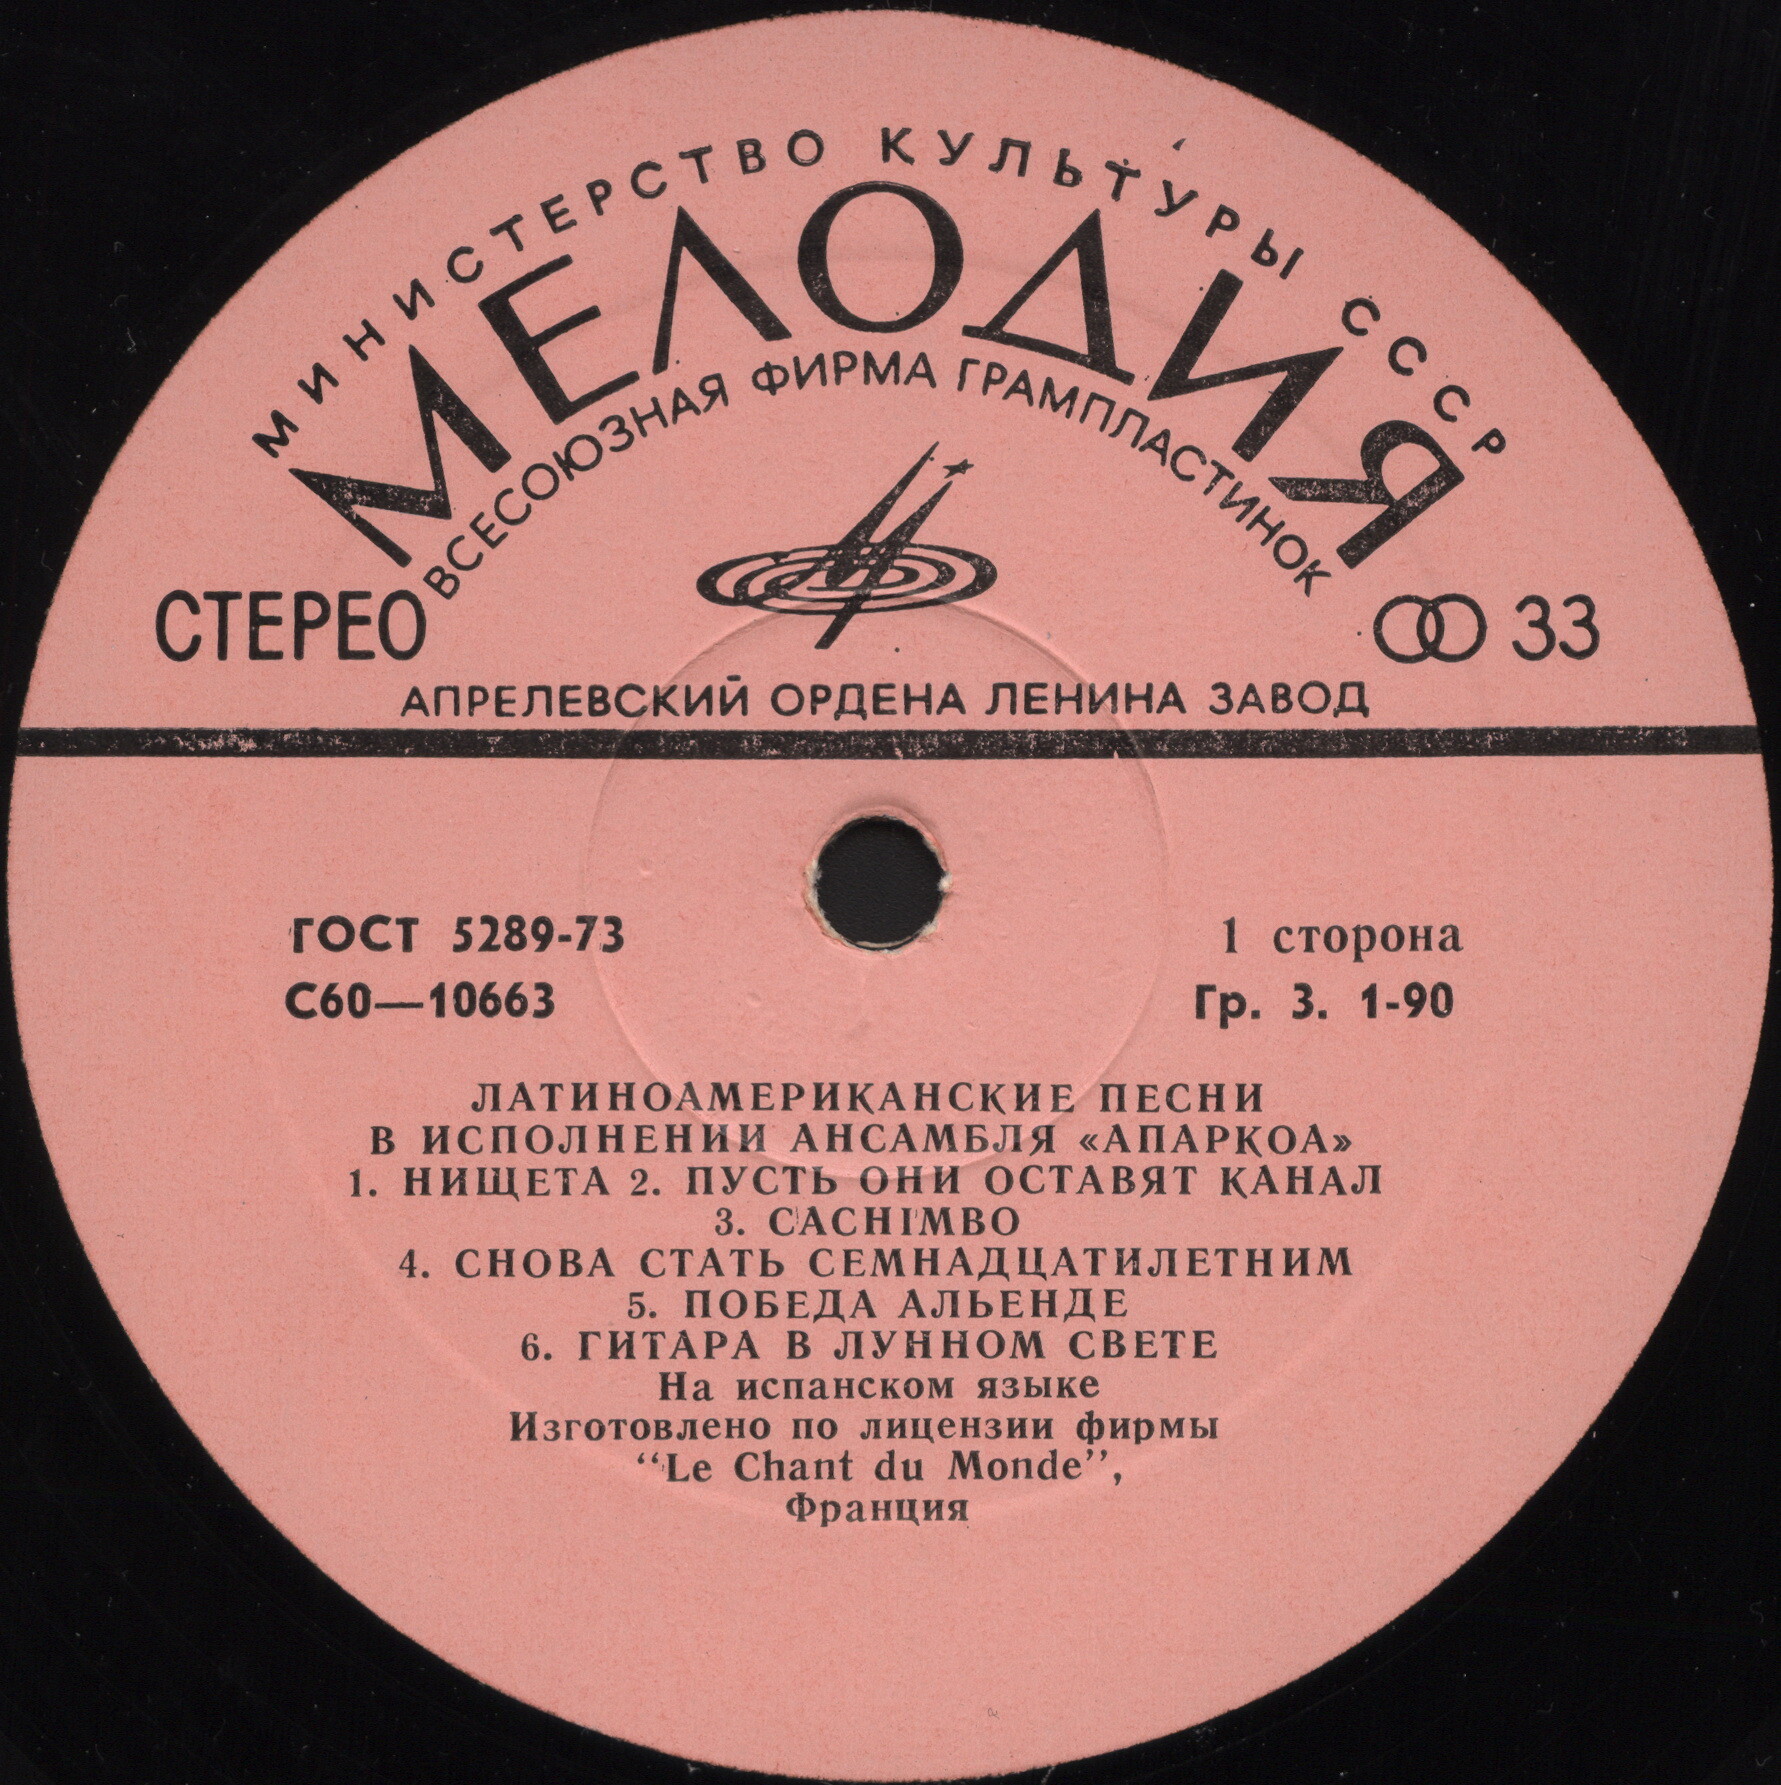 МИНИСТЕРСТВО КУЛЬТУРЫ СССР
МЕЛОДИЯ
ВСЕСОЮЗНАЯ ФИРМА ГРАМПЛАСТИНОК
СТЕРЕО
33
АПРЕЛЕВСКИЙ ОРДЕНА ЛЕНИНА ЗАВОД
ГОСТ 5289-73
1 сторона
С60—10663
Гр. 3. 1-90
ЛАТИНОАМЕРИКАНСКИЕ ПЕСНИ
В ИСПОЛНЕНИИ АНСАМБЛЯ «АПАРКОА»
1. НИЩЕТА 2. ПУСТЬ ОНИ ОСТАВЯТ КАНАЛ
3. CACHIMBO
4. СНОВА СТАТЬ СЕМНАДЦАТИЛЕТНИМ
5. ПОБЕДА АЛЬЕНДЕ
6. ГИТАРА В ЛУННОМ СВЕТЕ
На испанском языке
Изготовлено по лицензии фирмы
“Le Chant du Monde”,
Франция